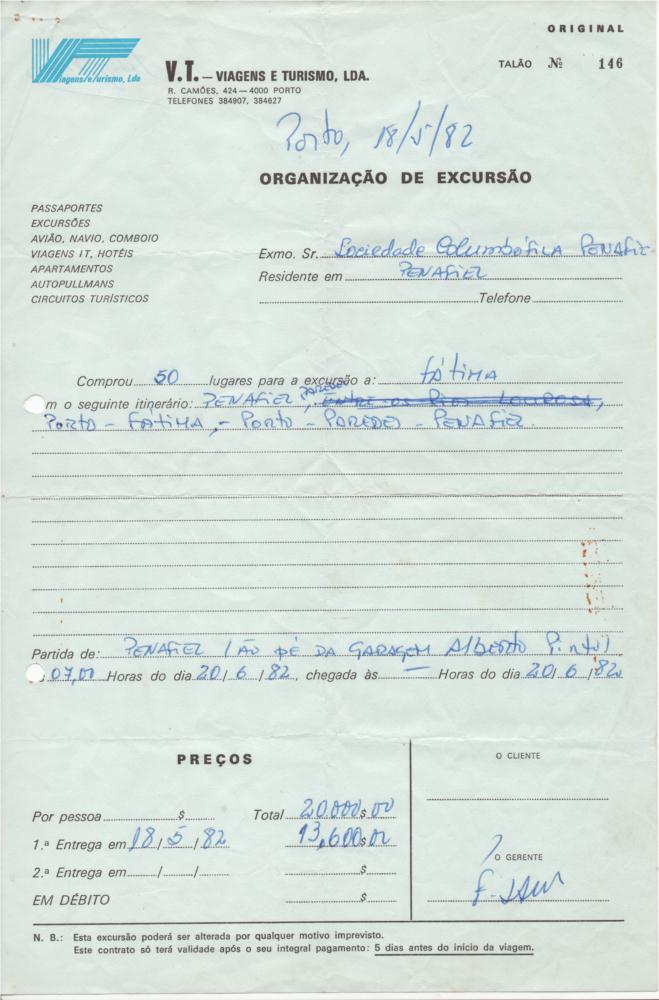 ORIGINAL
Viagens e Turismo, Lda
V.T. — VIAGENS E TURISMO, LDA.
TALÃO Nº 146
R. CAMÕES, 424 — 4000 PORTO
TELEFONES 384907, 384627
Porto, 18/5/82
ORGANIZAÇÃO DE EXCURSÃO
PASSAPORTES
EXCURSÕES
AVIÃO, NAVIO, COMBOIO
VIAGENS IT, HOTÉIS
APARTAMENTOS
AUTOPULLMANS
CIRCUITOS TURÍSTICOS
Exmo. Sr. Sociedade Columbófila PENAFIEL
Residente em PENAFIEL
Telefone
Comprou 50 lugares para a excursão a: FÁTIMA
m o seguinte itinerário: PENAFIEL, PAREDES, ENTRE os Rios
PORTO - FATIMA, - PORTO - PAREDES - PENAFIEL.
Partida de: PENAFIEL (AO PÉ DA GARAGEM Alberto Pinto)
07,00 Horas do dia 20/6/82, chegada às — Horas do dia 20/6/82
PREÇOS
Por pessoa $ Total 20.000$00
1.ª Entrega em 18/5/82 13,600$00
2.ª Entrega em / / $
EM DÉBITO $
O CLIENTE
O GERENTE
N. B.: Esta excursão poderá ser alterada por qualquer motivo imprevisto.
Este contrato só terá validade após o seu integral pagamento: 5 dias antes do início da viagem.